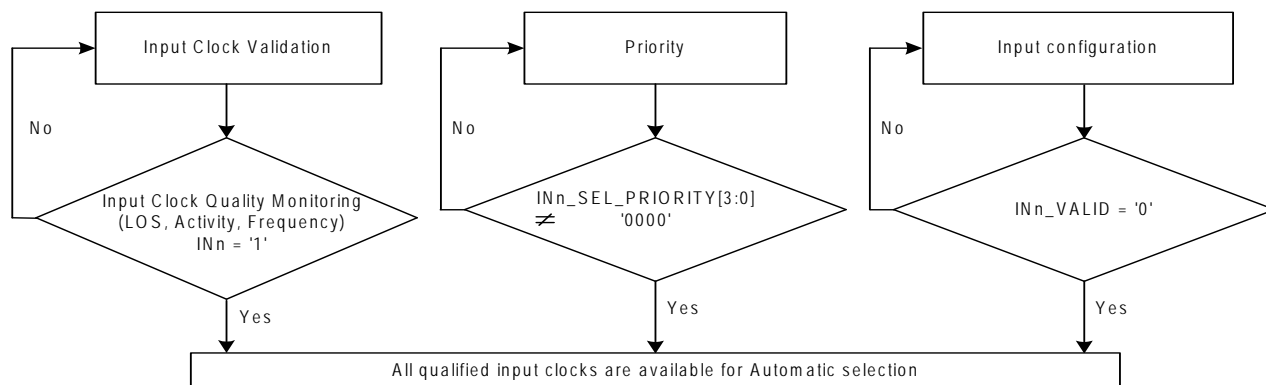 Input Clock Validation
No
Input Clock Quality Monitoring
(LOS, Activity, Frequency)
INn = '1'
Yes
Priority
No
INn_SEL_PRIORITY[3:0]
≠ '0000'
Yes
Input configuration
No
INn_VALID = '0'
Yes
All qualified input clocks are available for Automatic selection